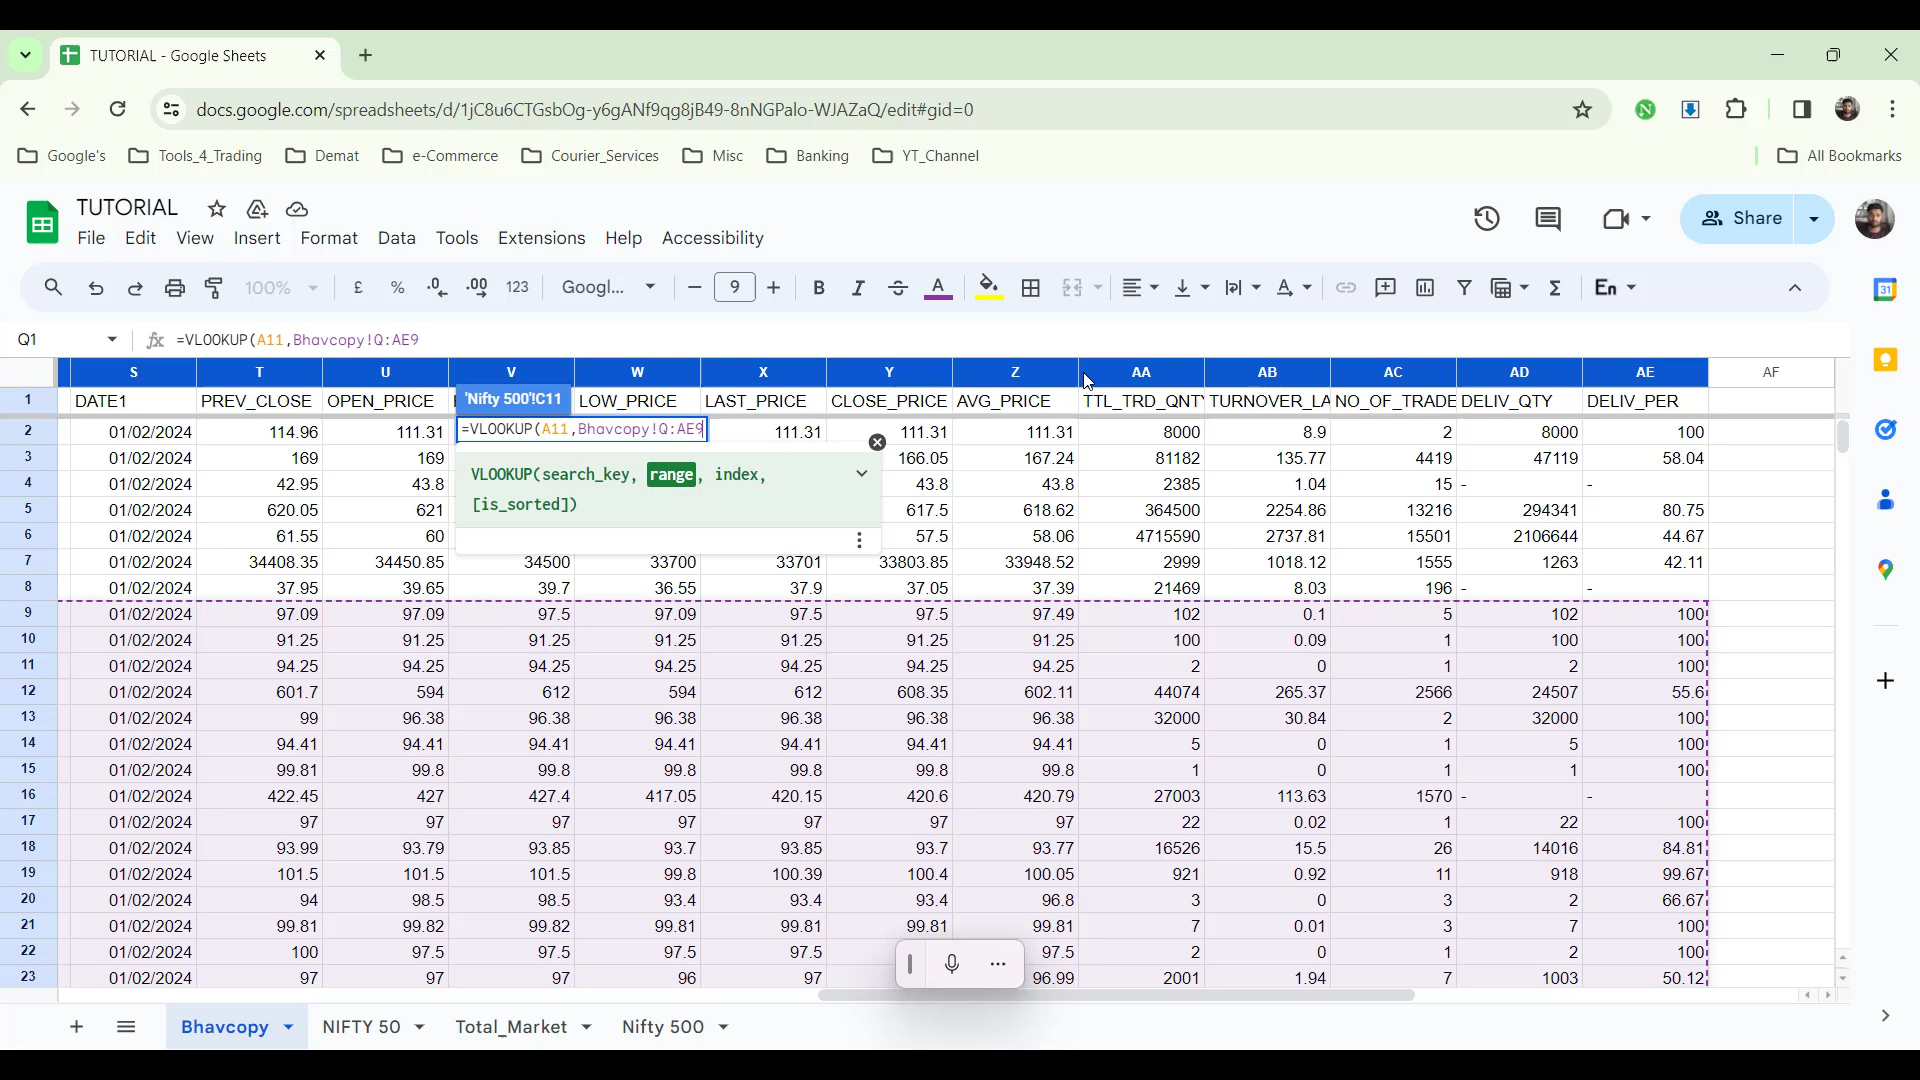 TUTORIAL - Google Sheets
docs.google.com/spreadsheets/d/1jC8u6CTGsbOg-y6gANf9qg8jB49-8nNGPalo-WJAZaQ/edit#gid=0
Google's Tools_4_Trading Demat e-Commerce Courier_Services Misc Banking YT_Channel All Bookmarks
TUTORIAL
File Edit View Insert Format Data Tools Extensions Help Accessibility
Share
100% £ % .0 .00 123 Googl... 9 B I A En
Q1 fx =VLOOKUP(A11,Bhavcopy!Q:AE9
S T U V W X Y Z AA AB AC AD AE AF
1 DATE1 PREV_CLOSE OPEN_PRICE 'Nifty 500'!C11 LOW_PRICE LAST_PRICE CLOSE_PRICE AVG_PRICE TTL_TRD_QNTY TURNOVER_LA NO_OF_TRADE DELIV_QTY DELIV_PER
2 01/02/2024 114.96 111.31 =VLOOKUP(A11,Bhavcopy!Q:AE9 111.31 111.31 111.31 8000 8.9 2 8000 100
3 01/02/2024 169 169 166.05 167.24 81182 135.77 4419 47119 58.04
VLOOKUP(search_key, range, index,
4 01/02/2024 42.95 43.8 43.8 43.8 2385 1.04 15 - -
[is_sorted])
5 01/02/2024 620.05 621 617.5 618.62 364500 2254.86 13216 294341 80.75
6 01/02/2024 61.55 60 57.5 58.06 4715590 2737.81 15501 2106644 44.67
7 01/02/2024 34408.35 34450.85 34500 33700 33701 33803.85 33948.52 2999 1018.12 1555 1263 42.11
8 01/02/2024 37.95 39.65 39.7 36.55 37.9 37.05 37.39 21469 8.03 196 - -
9 01/02/2024 97.09 97.09 97.5 97.09 97.5 97.5 97.49 102 0.1 5 102 100
10 01/02/2024 91.25 91.25 91.25 91.25 91.25 91.25 91.25 100 0.09 1 100 100
11 01/02/2024 94.25 94.25 94.25 94.25 94.25 94.25 94.25 2 0 1 2 100
12 01/02/2024 601.7 594 612 594 612 608.35 602.11 44074 265.37 2566 24507 55.6
13 01/02/2024 99 96.38 96.38 96.38 96.38 96.38 96.38 32000 30.84 2 32000 100
14 01/02/2024 94.41 94.41 94.41 94.41 94.41 94.41 94.41 5 0 1 5 100
15 01/02/2024 99.81 99.8 99.8 99.8 99.8 99.8 99.8 1 0 1 1 100
16 01/02/2024 422.45 427 427.4 417.05 420.15 420.6 420.79 27003 113.63 1570 - -
17 01/02/2024 97 97 97 97 97 97 97 22 0.02 1 22 100
18 01/02/2024 93.99 93.79 93.85 93.7 93.85 93.7 93.77 16526 15.5 26 14016 84.81
19 01/02/2024 101.5 101.5 101.5 99.8 100.39 100.4 100.05 921 0.92 11 918 99.67
20 01/02/2024 94 98.5 98.5 93.4 93.4 93.4 96.8 3 0 3 2 66.67
21 01/02/2024 99.81 99.82 99.82 99.81 99.81 99.81 99.81 7 0.01 3 7 100
22 01/02/2024 100 97.5 97.5 97.5 97.5 97.5 2 0 1 2 100
23 01/02/2024 97 97 97 96 97 96.99 2001 1.94 7 1003 50.12
Bhavcopy NIFTY 50 Total_Market Nifty 500